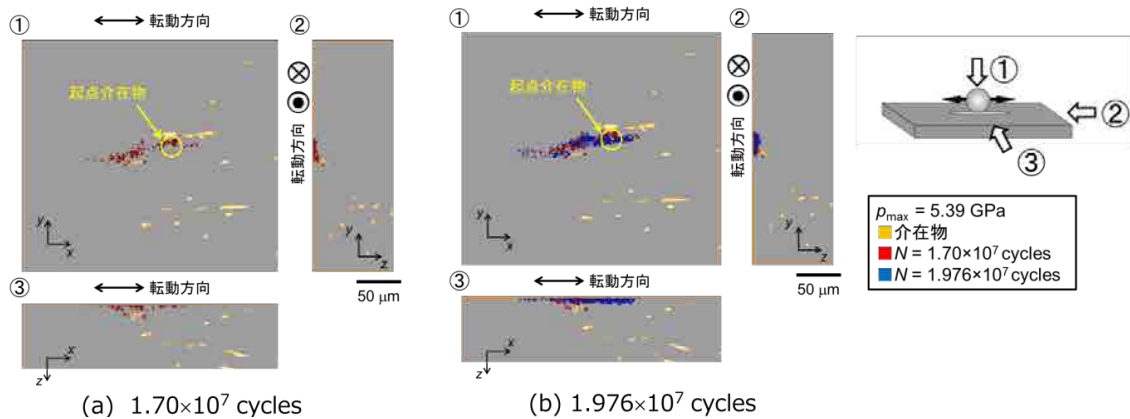 ① 転動方向 ②
起点介在物
転動方向
y
x
y
z
50 μm
③ 転動方向
x
z
(a) 1.70×10⁷ cycles
① 転動方向 ②
起点介在物
転動方向
y
x
y
z
50 μm
③ 転動方向
x
z
(b) 1.976×10⁷ cycles
①
②
③
pmax = 5.39 GPa
介在物
N = 1.70×10⁷ cycles
N = 1.976×10⁷ cycles